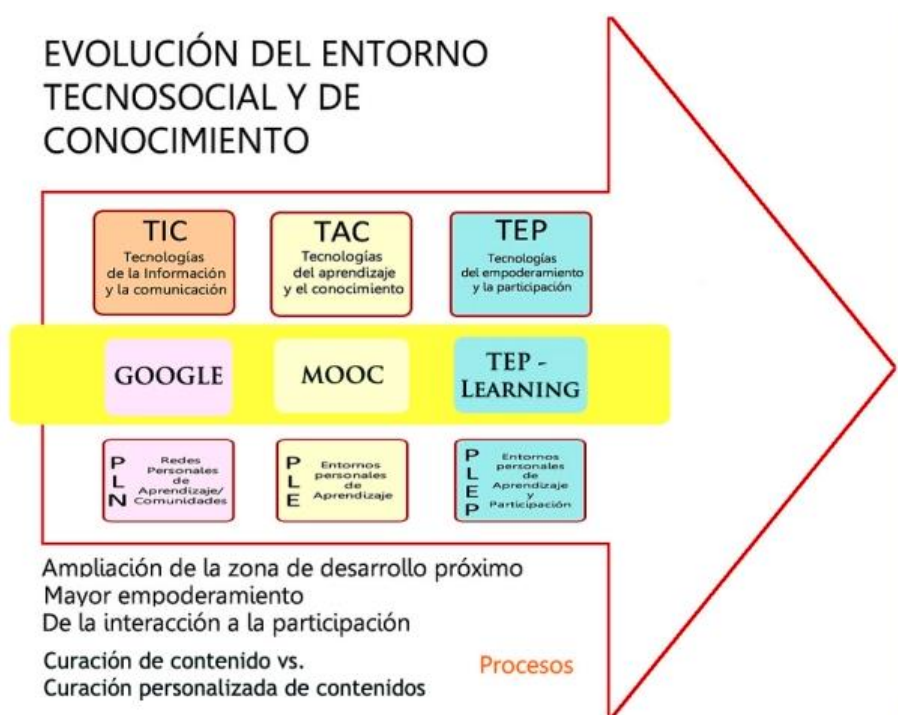 EVOLUCIÓN DEL ENTORNO
TECNOSOCIAL Y DE
CONOCIMIENTO
TIC
Tecnologías
de la Información
y la comunicación
TAC
Tecnologías
del aprendizaje
y el conocimiento
TEP
Tecnologías
del empoderamiento
y la participación
GOOGLE
MOOC
TEP -
LEARNING
PLN
Redes
Personales
de
Aprendizaje/
Comunidades
PLE
Entornos
personales
de
Aprendizaje
PLEP
Entornos
personales
de
Aprendizaje
y
Participación
Ampliación de la zona de desarrollo próximo
Mayor empoderamiento
De la interacción a la participación
Curación de contenido vs.
Curación personalizada de contenidos
Procesos